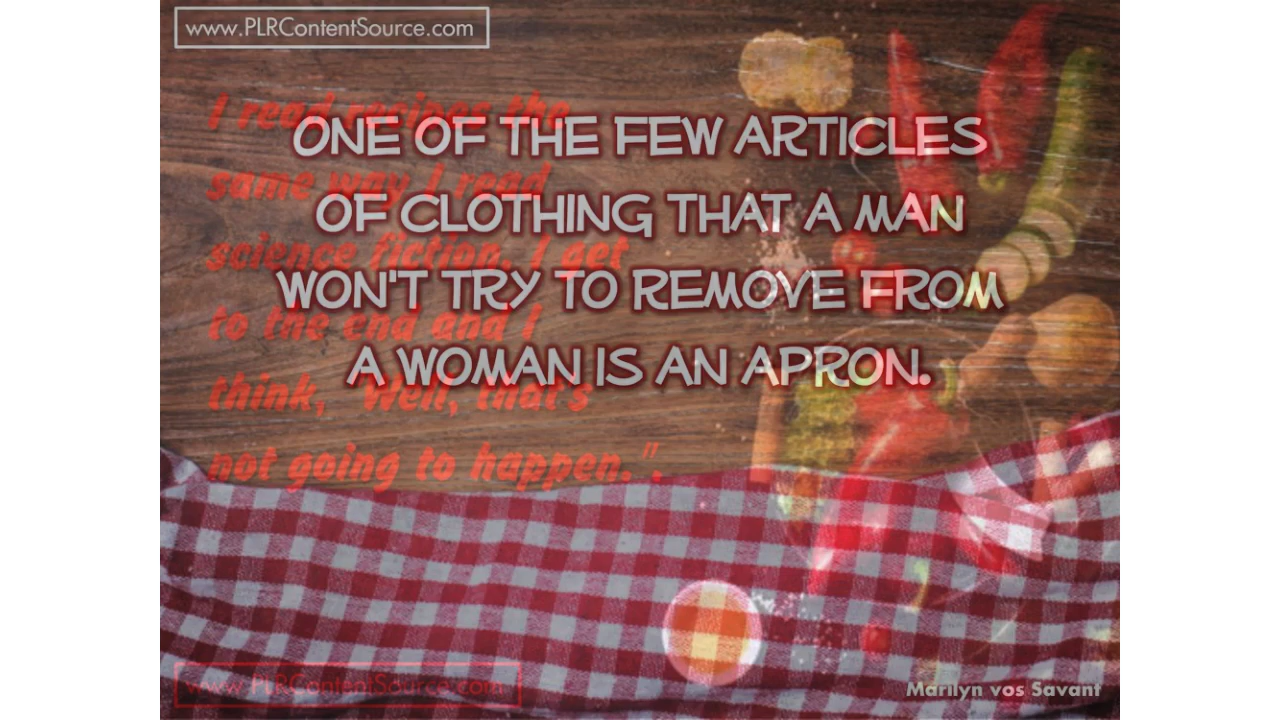 www.PLRContentSource.com
ONE OF THE FEW ARTICLES
OF CLOTHING THAT A MAN
WON'T TRY TO REMOVE FROM
A WOMAN IS AN APRON.
I read recipes the
same way I read
science fiction. I get
to the end and I
think, "Well, that's
not going to happen.".
www.PLRContentSource.com
Marilyn vos Savant